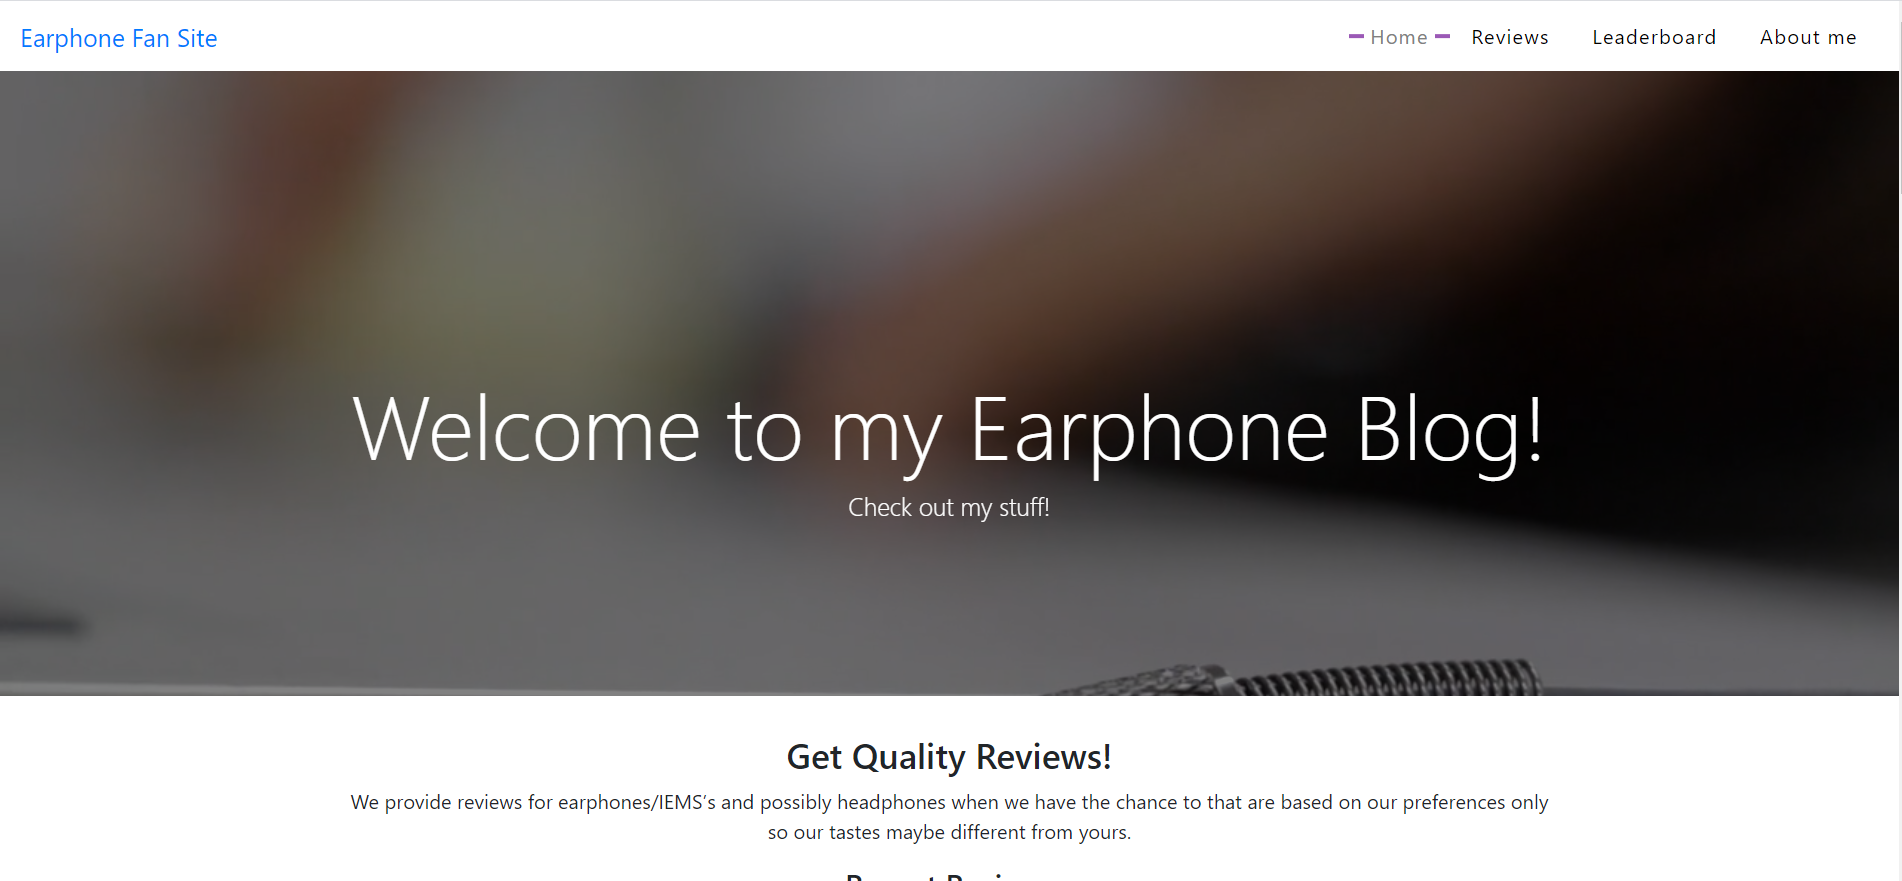 Earphone Fan Site
Home Reviews Leaderboard About me
Welcome to my Earphone Blog!
Check out my stuff!
Get Quality Reviews!
We provide reviews for earphones/IEMS's and possibly headphones when we have the chance to that are based on our preferences only
so our tastes maybe different from yours.